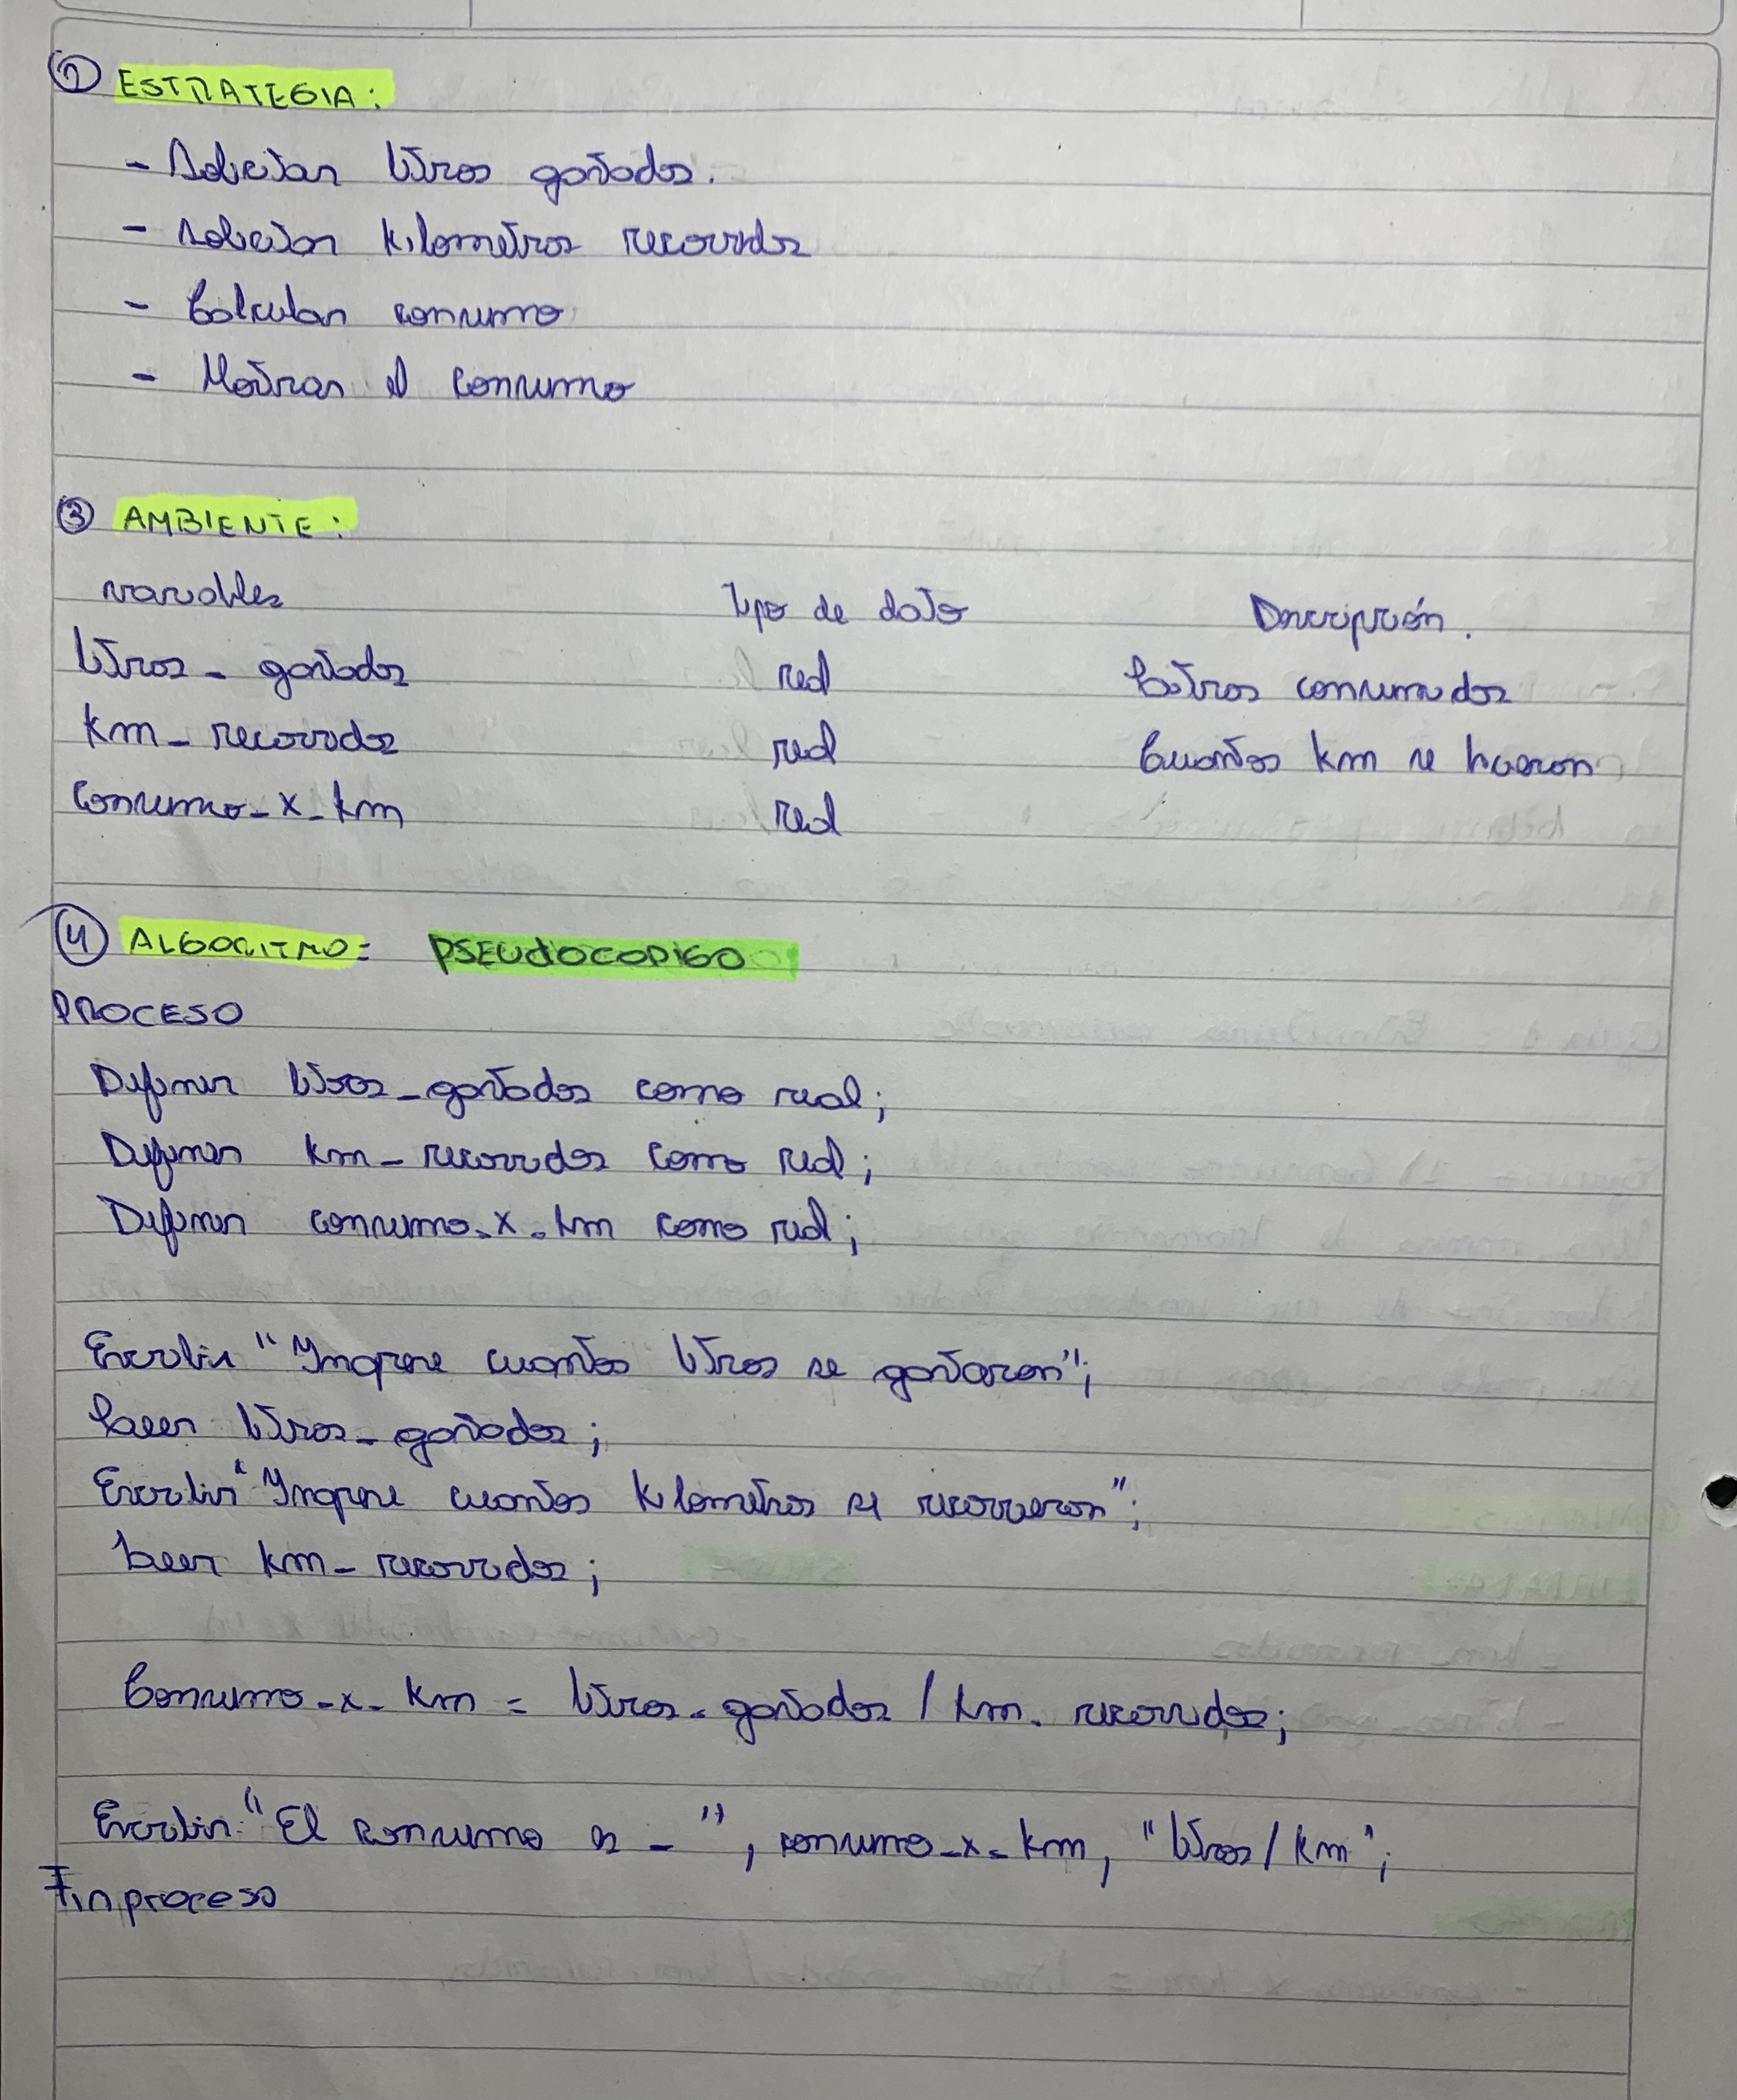 ② ESTRATEGIA:
- Solicitar litros gastados.
- Solicitar kilometros recorridos
- Calcular consumo
- Mostrar el consumo
③ AMBIENTE:
variables Tipo de dato Descripción.
litros_gastados real Litros consumidos
km_recorridos real Cuantos km se hicieron
consumo_x_km real
④ ALGORITMO: PSEUDOCODIGO
PROCESO
Definir litros_gastados como real;
Definir km_recorridos como real;
Definir consumo_x_km como real;
Escribir "Ingrese cuantos litros se gastaron";
Leer litros_gastados;
Escribir "Ingrese cuantos kilometros se recorrieron";
Leer km_recorridos;
Consumo_x_km = litros_gastados / km_recorridos;
Escribir "El consumo es _", consumo_x_km, "litros/km";
Finproceso